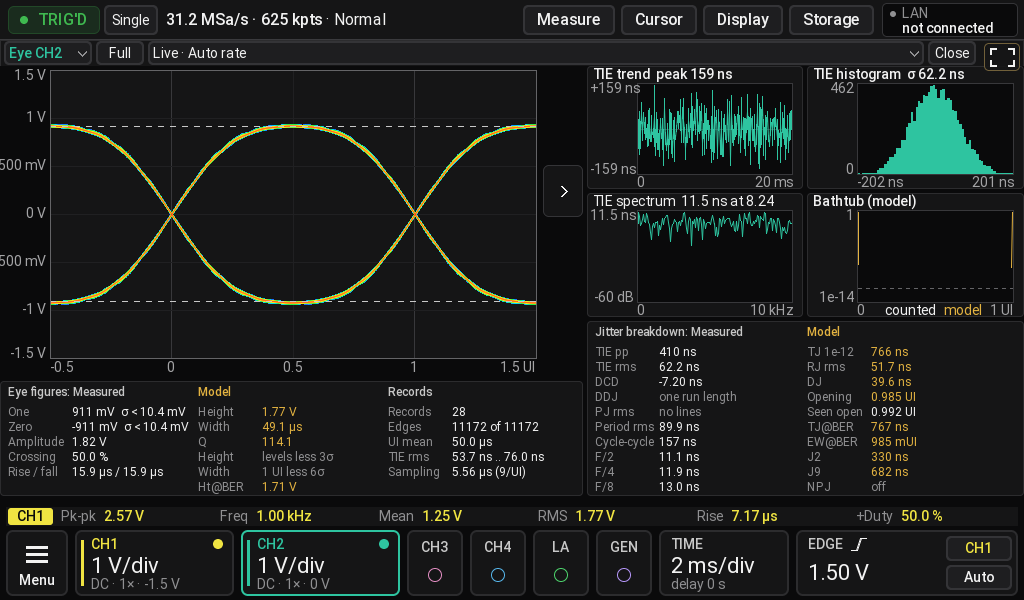 TRIG'D
Single
31.2 MSa/s · 625 kpts · Normal
Measure
Cursor
Display
Storage
LAN
not connected
Eye CH2
Full
Live · Auto rate
Close
1.5 V
1 V
500 mV
0 V
500 mV
-1 V
-1.5 V
-0.5
0
0.5
1
1.5 UI
TIE trend peak 159 ns
+159 ns
-159 ns
0
20 ms
TIE histogram σ 62.2 ns
462
0
-202 ns
201 ns
TIE spectrum 11.5 ns at 8.24
11.5 ns
-60 dB
0
10 kHz
Bathtub (model)
1
1e-14
0
counted
model
1 UI
Eye figures: Measured
Model
Records
One 911 mV σ < 10.4 mV
Height 1.77 V
Records 28
Zero -911 mV σ < 10.4 mV
Width 49.1 µs
Edges 11172 of 11172
Amplitude 1.82 V
Q 114.1
UI mean 50.0 µs
Crossing 50.0 %
Height levels less 3σ
TIE rms 53.7 ns .. 76.0 ns
Rise / fall 15.9 µs / 15.9 µs
Width 1 UI less 6σ
Sampling 5.56 µs (9/UI)
Ht@BER 1.71 V
Jitter breakdown: Measured
Model
TIE pp 410 ns
TJ 1e-12 766 ns
TIE rms 62.2 ns
RJ rms 51.7 ns
DCD -7.20 ns
DJ 39.6 ns
DDJ one run length
Opening 0.985 UI
PJ rms no lines
Seen open 0.992 UI
Period rms 89.9 ns
TJ@BER 767 ns
Cycle-cycle 157 ns
EW@BER 985 mUI
F/2 11.1 ns
J2 330 ns
F/4 11.9 ns
J9 682 ns
F/8 13.0 ns
NPJ off
CH1
Pk-pk 2.57 V
Freq 1.00 kHz
Mean 1.25 V
RMS 1.77 V
Rise 7.17 µs
+Duty 50.0 %
Menu
CH1
1 V/div
DC · 1× · -1.5 V
CH2
1 V/div
DC · 1× · 0 V
CH3
CH4
LA
GEN
TIME
2 ms/div
delay 0 s
EDGE
1.50 V
CH1
Auto